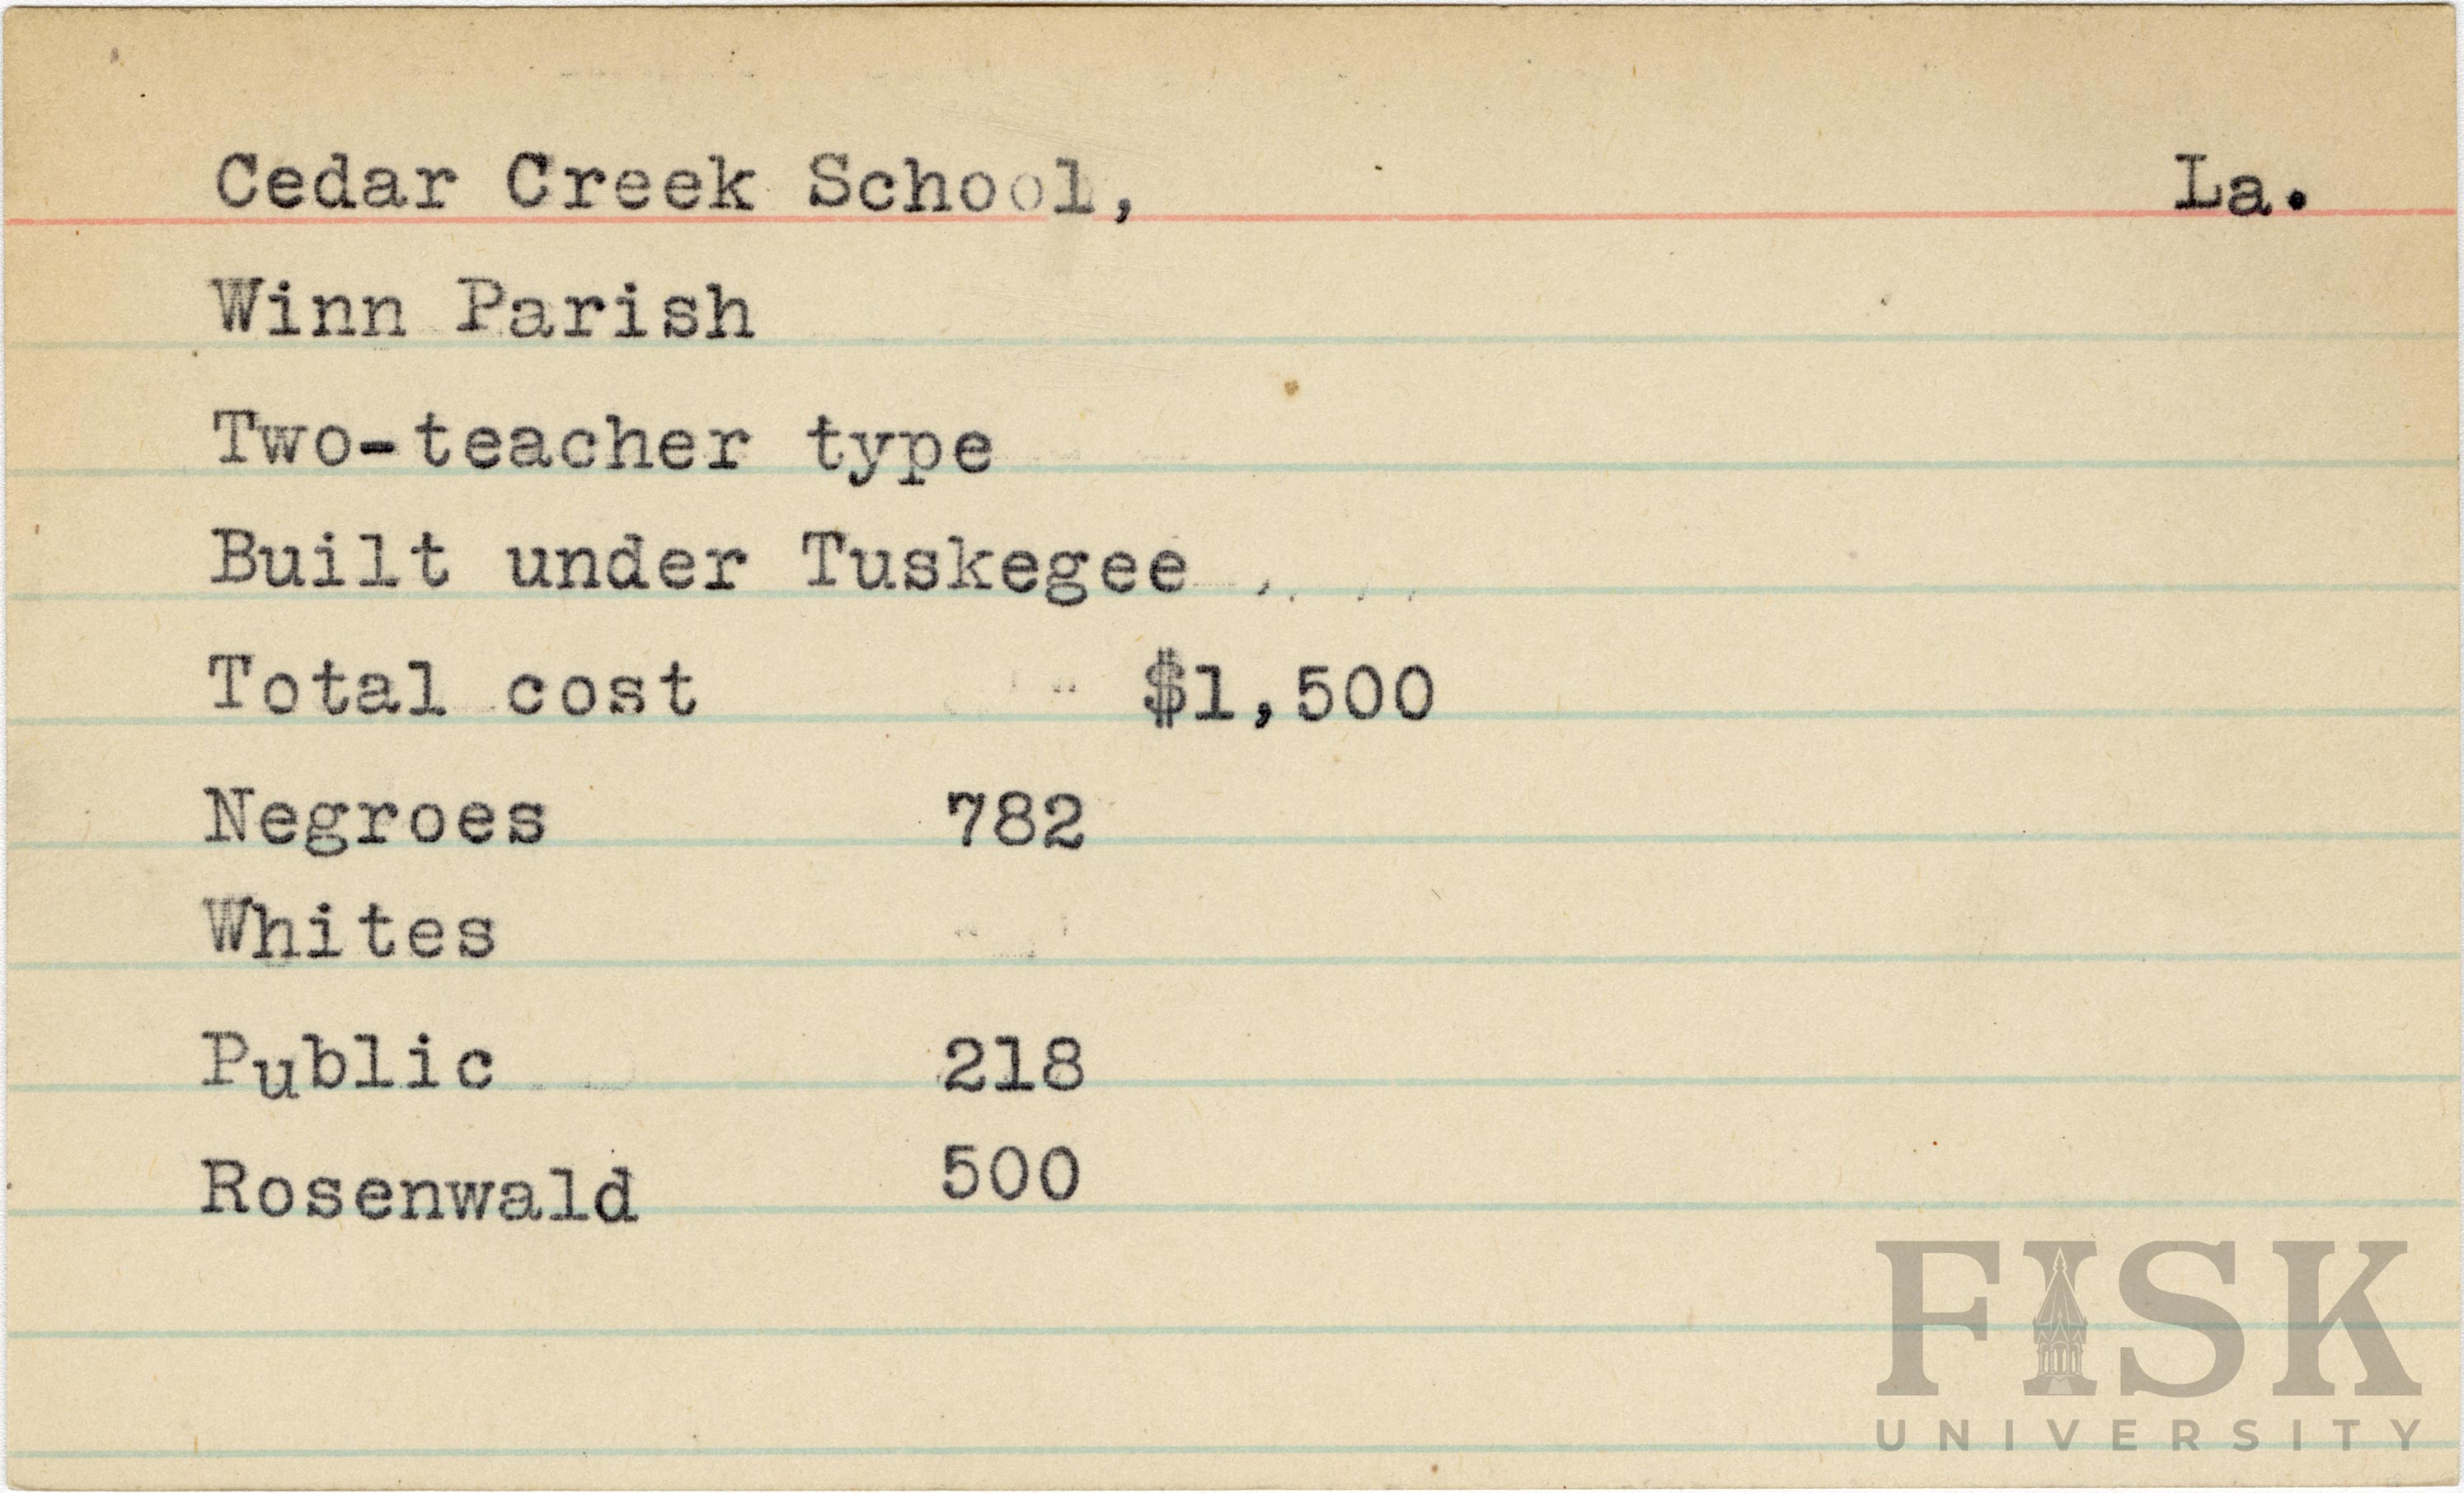 Cedar Creek School, La.
Winn Parish
Two-teacher type
Built under Tuskegee
Total cost $1,500
Negroes 782
Whites
Public 218
Rosenwald 500
FISK
UNIVERSITY